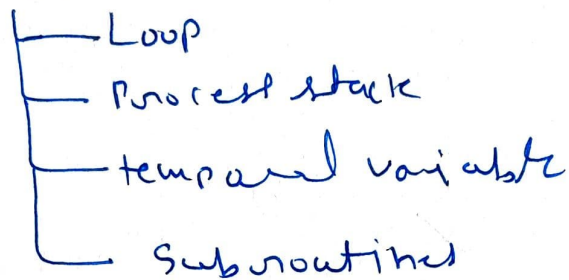 Loop
Process stack
temporal variable
Subroutines